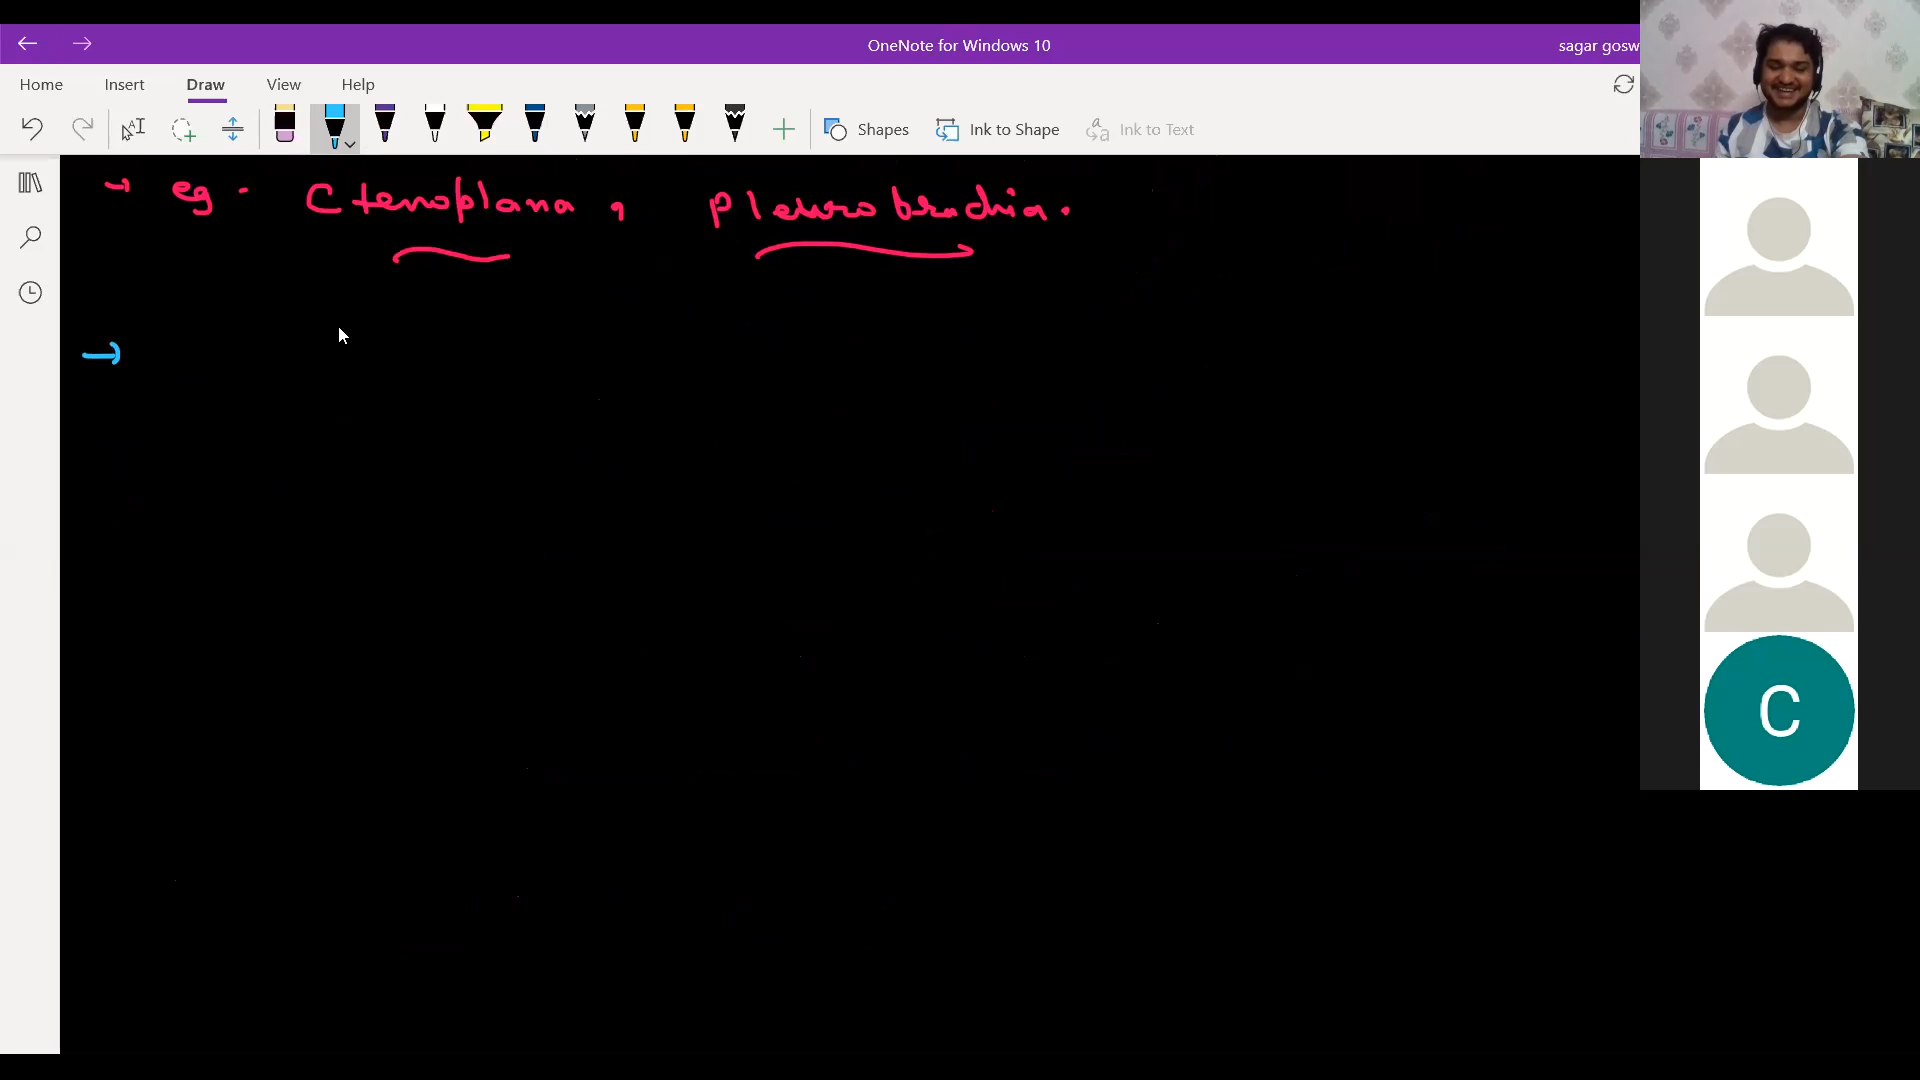 OneNote for Windows 10
sagar gosw
Home Insert Draw View Help
Shapes Ink to Shape Ink to Text
→ eg. Ctenoplana, Pleurobrachia.
→
C